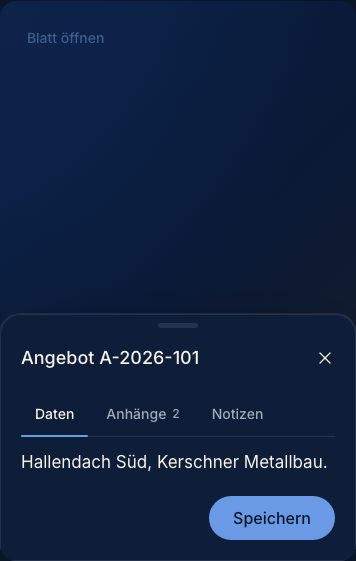 Blatt öffnen
Angebot A-2026-101
Daten Anhänge 2 Notizen
Hallendach Süd, Kerschner Metallbau.
Speichern